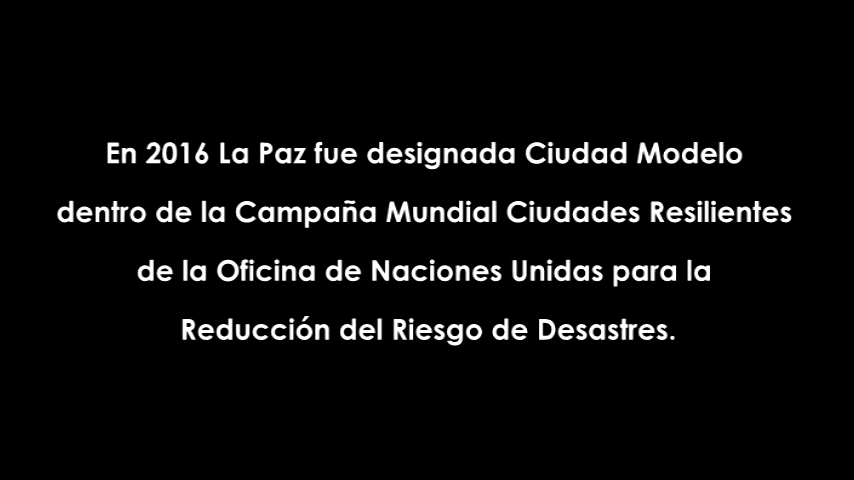 En 2016 La Paz fue designada Ciudad Modelo
dentro de la Campaña Mundial Ciudades Resilientes
de la Oficina de Naciones Unidas para la
Reducción del Riesgo de Desastres.